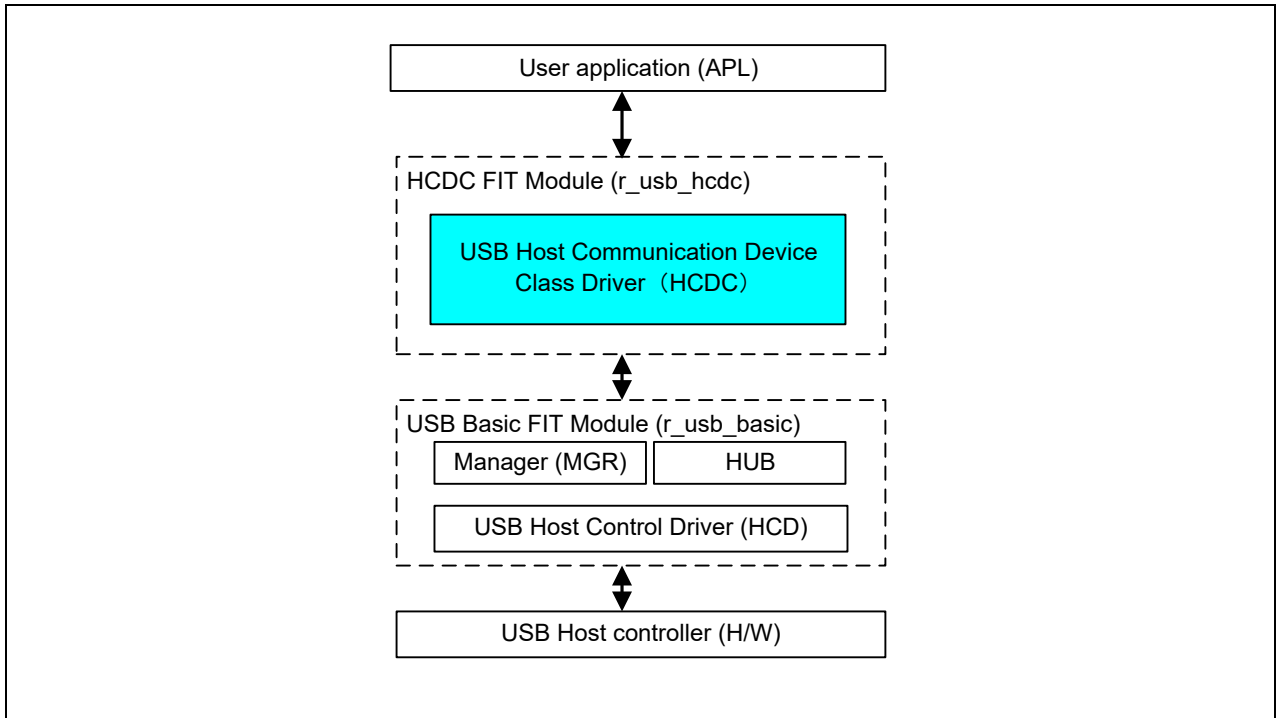 User application (APL)
HCDC FIT Module (r_usb_hcdc)
USB Host Communication Device
Class Driver（HCDC）
USB Basic FIT Module (r_usb_basic)
Manager (MGR)
HUB
USB Host Control Driver (HCD)
USB Host controller (H/W)